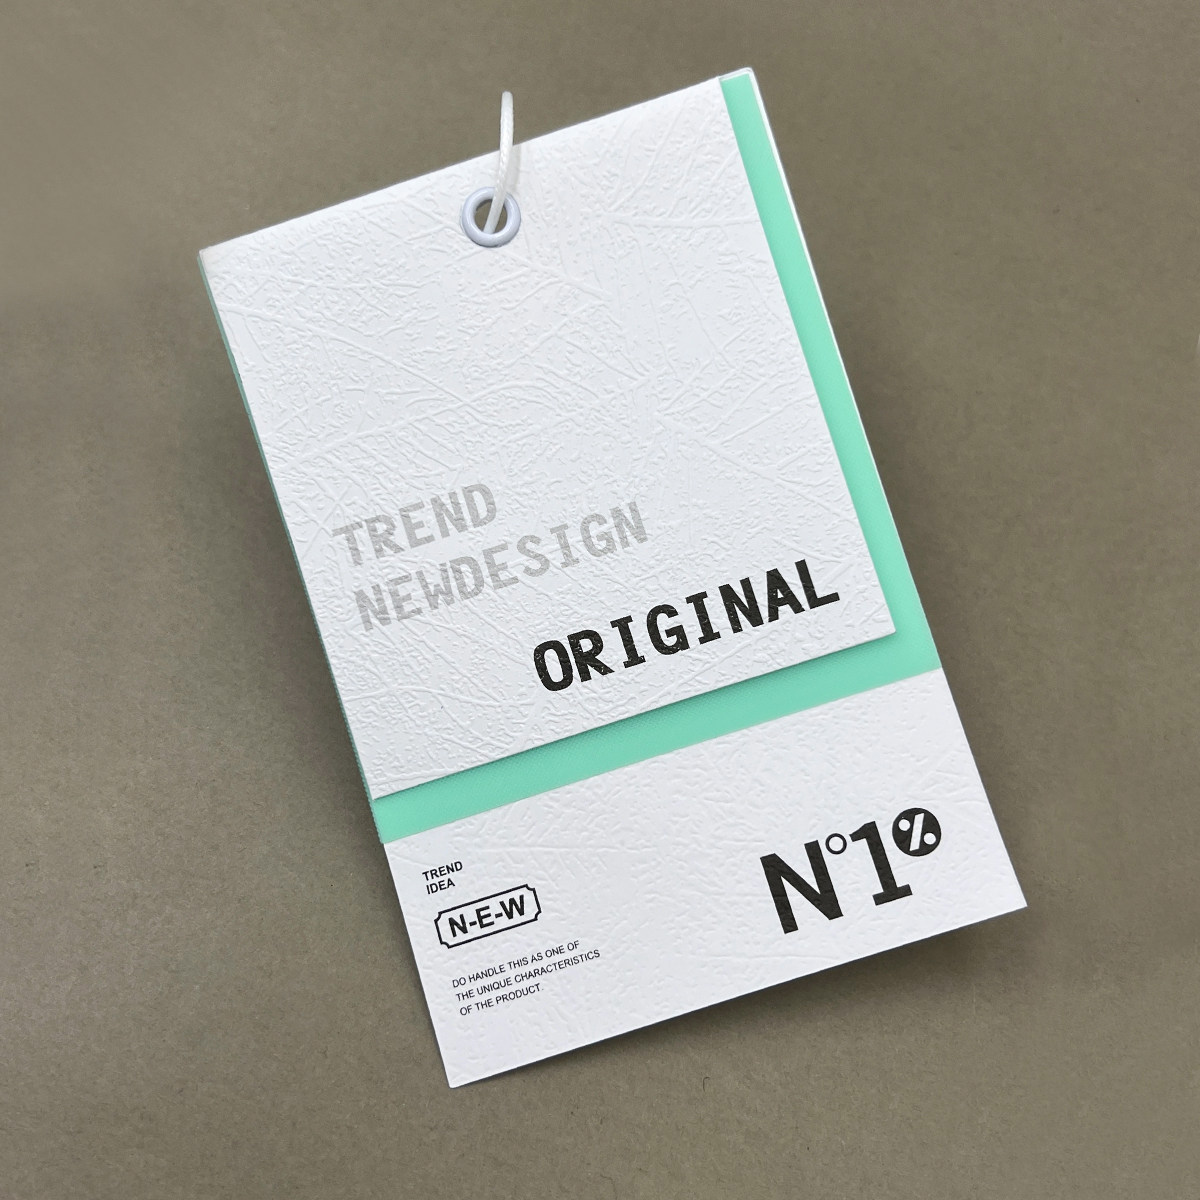 TREND
NEWDESIGN
ORIGINAL
TREND
IDEA
N-E-W
DO HANDLE THIS AS ONE OF
THE UNIQUE CHARACTERISTICS
OF THE PRODUCT.
N°1%